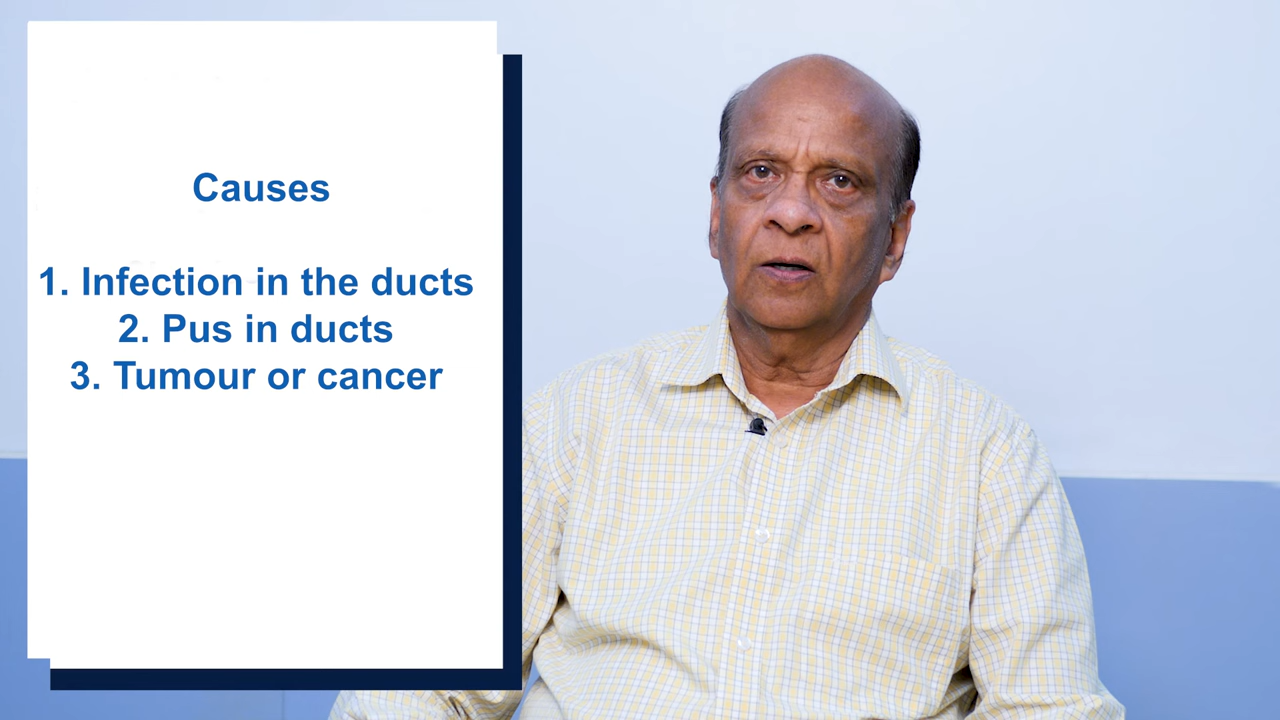 Causes
1. Infection in the ducts
2. Pus in ducts
3. Tumour or cancer